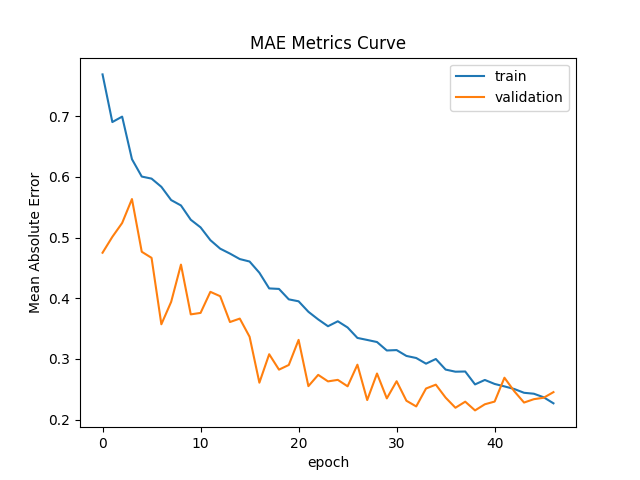 MAE Metrics Curve
train
validation
Mean Absolute Error
0.7
0.6
0.5
0.4
0.3
0.2
0 10 20 30 40
epoch